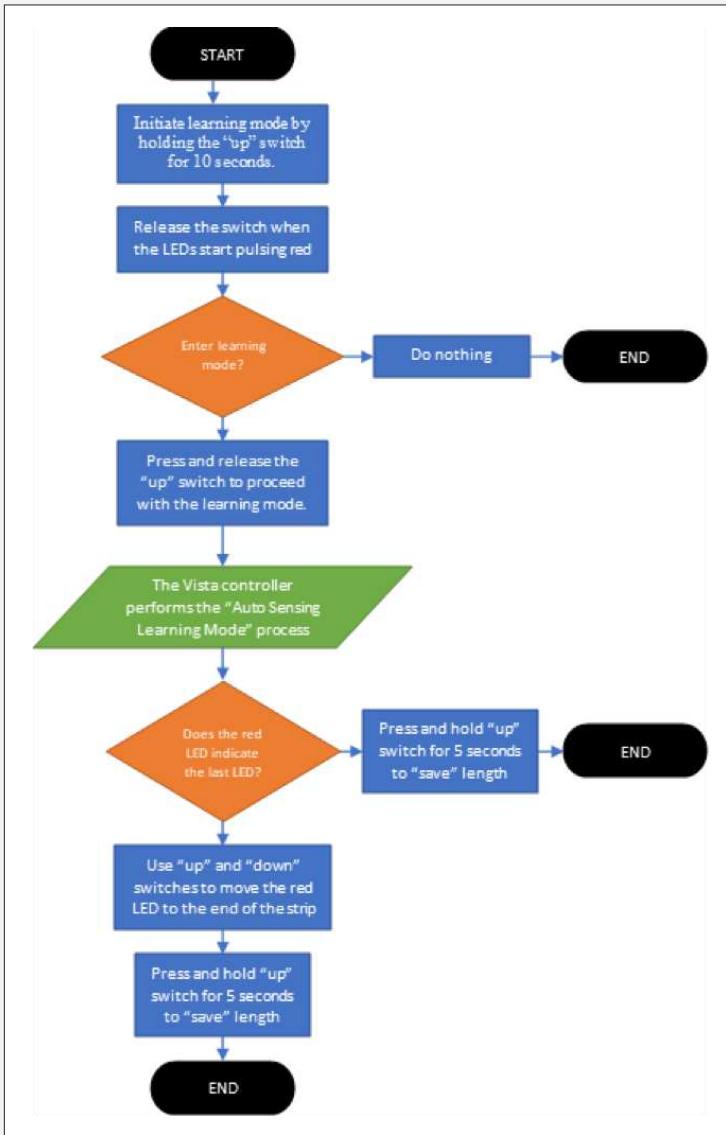 START
Initiate learning mode by
holding the “up” switch
for 10 seconds.
Release the switch when
the LEDs start pulsing red
Enter learning
mode?
Do nothing
END
Press and release the
“up” switch to proceed
with the learning mode.
The Vista controller
performs the “Auto Sensing
Learning Mode” process
Does the red
LED indicate
the last LED?
Press and hold “up”
switch for 5 seconds
to “save” length
END
Use “up” and “down”
switches to move the red
LED to the end of the strip
Press and hold “up”
switch for 5 seconds
to “save” length
END